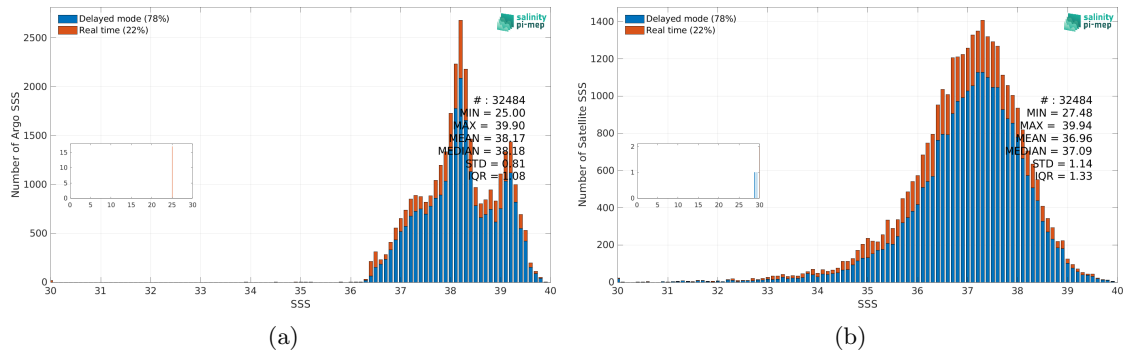 Delayed mode (78%)
Real time (22%)
salinity
pi-mep
Number of Argo SSS
2500
2000
1500
1000
500
0
# : 32484
MIN = 25.00
MAX = 39.90
MEAN = 38.17
MEDIAN = 38.18
STD = 0.81
IQR = 1.08
15
10
5
0
5 10 15 20 25 30
30 31 32 33 34 35 36 37 38 39 40
SSS
(a)
Delayed mode (78%)
Real time (22%)
salinity
pi-mep
Number of Satellite SSS
1400
1200
1000
800
600
400
200
0
# : 32484
MIN = 27.48
MAX = 39.94
MEAN = 36.96
MEDIAN = 37.09
STD = 1.14
IQR = 1.33
2
1
0
0 5 10 15 20 25 30
30 31 32 33 34 35 36 37 38 39 40
SSS
(b)